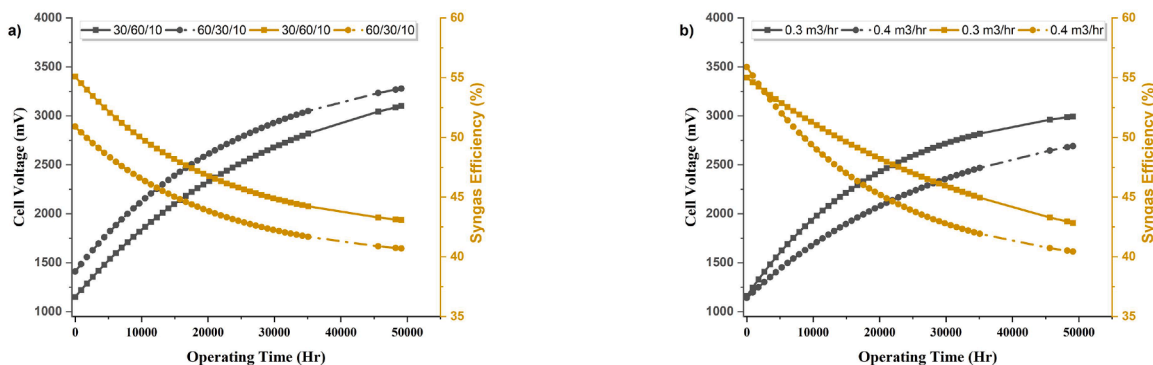 a)
30/60/10 60/30/10 30/60/10 60/30/10
4000
3500
3000
2500
2000
1500
1000
Cell Voltage (mV)
60
55
50
45
40
35
Syngas Efficiency (%)
0 10000 20000 30000 40000 50000
Operating Time (Hr)
b)
0.3 m3/hr 0.4 m3/hr 0.3 m3/hr 0.4 m3/hr
4000
3500
3000
2500
2000
1500
1000
Cell Voltage (mV)
60
55
50
45
40
35
Syngas Efficiency (%)
0 10000 20000 30000 40000 50000
Operating Time (Hr)